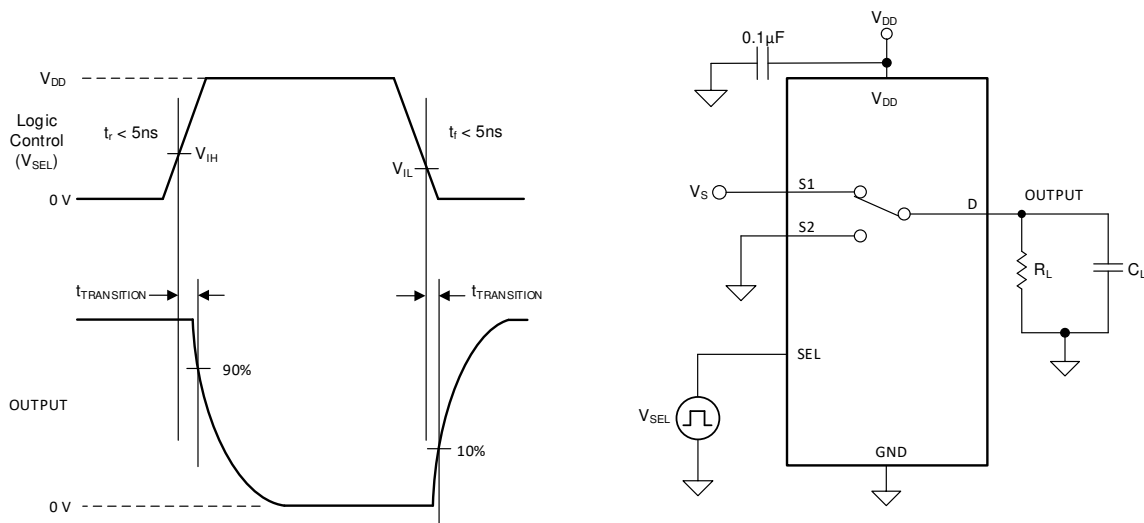 V_DD
Logic
Control
(V_SEL)
t_r < 5ns
t_f < 5ns
V_IH
V_IL
0 V
t_TRANSITION
t_TRANSITION
90%
OUTPUT
10%
0 V
V_DD
0.1µF
V_DD
V_S
S1
D
OUTPUT
S2
R_L
C_L
SEL
V_SEL
GND